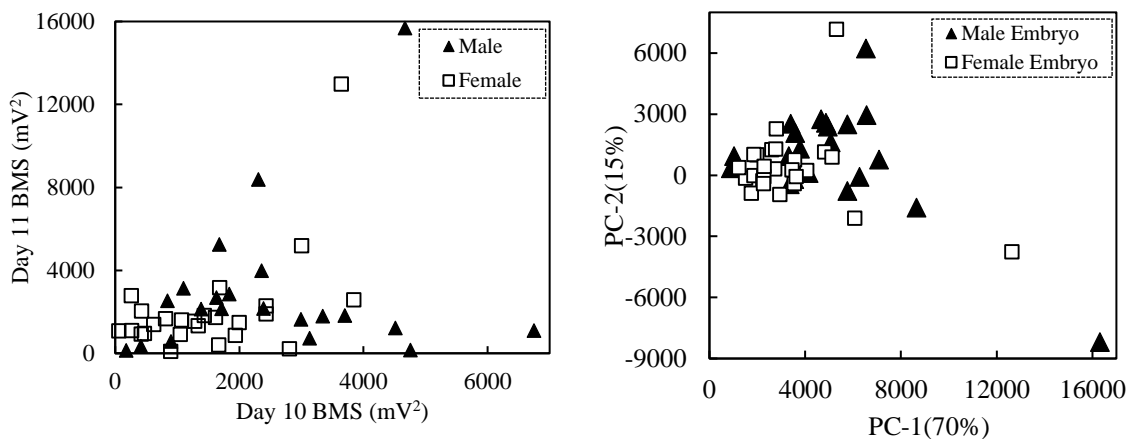 16000
12000
8000
4000
0
Day 11 BMS (mV²)
0 2000 4000 6000
Day 10 BMS (mV²)
Male
Female
6000
3000
0
-3000
-6000
-9000
PC-2(15%)
0 4000 8000 12000 16000
PC-1(70%)
Male Embryo
Female Embryo